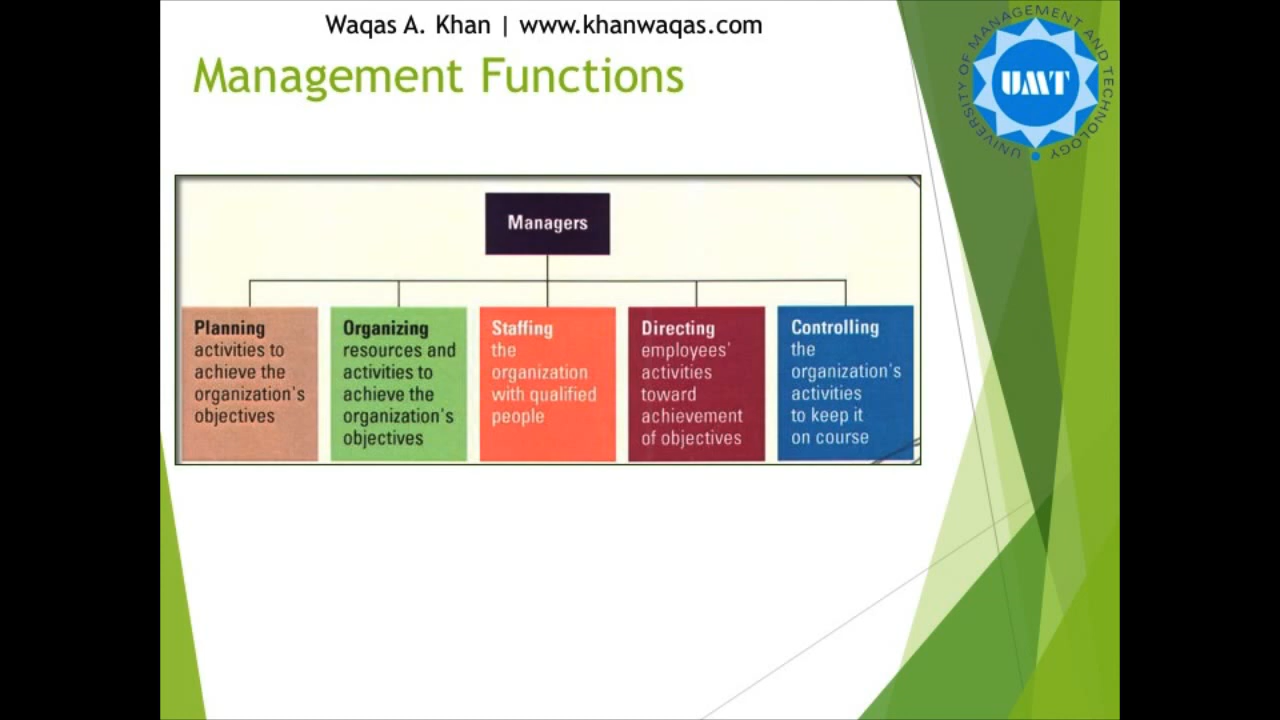 Waqas A. Khan | www.khanwaqas.com
Management Functions
UNIVERSITY OF MANAGEMENT AND TECHNOLOGY
UMT
Managers
Planning
activities to
achieve the
organization's
objectives
Organizing
resources and
activities to
achieve the
organization's
objectives
Staffing
the
organization
with qualified
people
Directing
employees'
activities
toward
achievement
of objectives
Controlling
the
organization's
activities
to keep it
on course